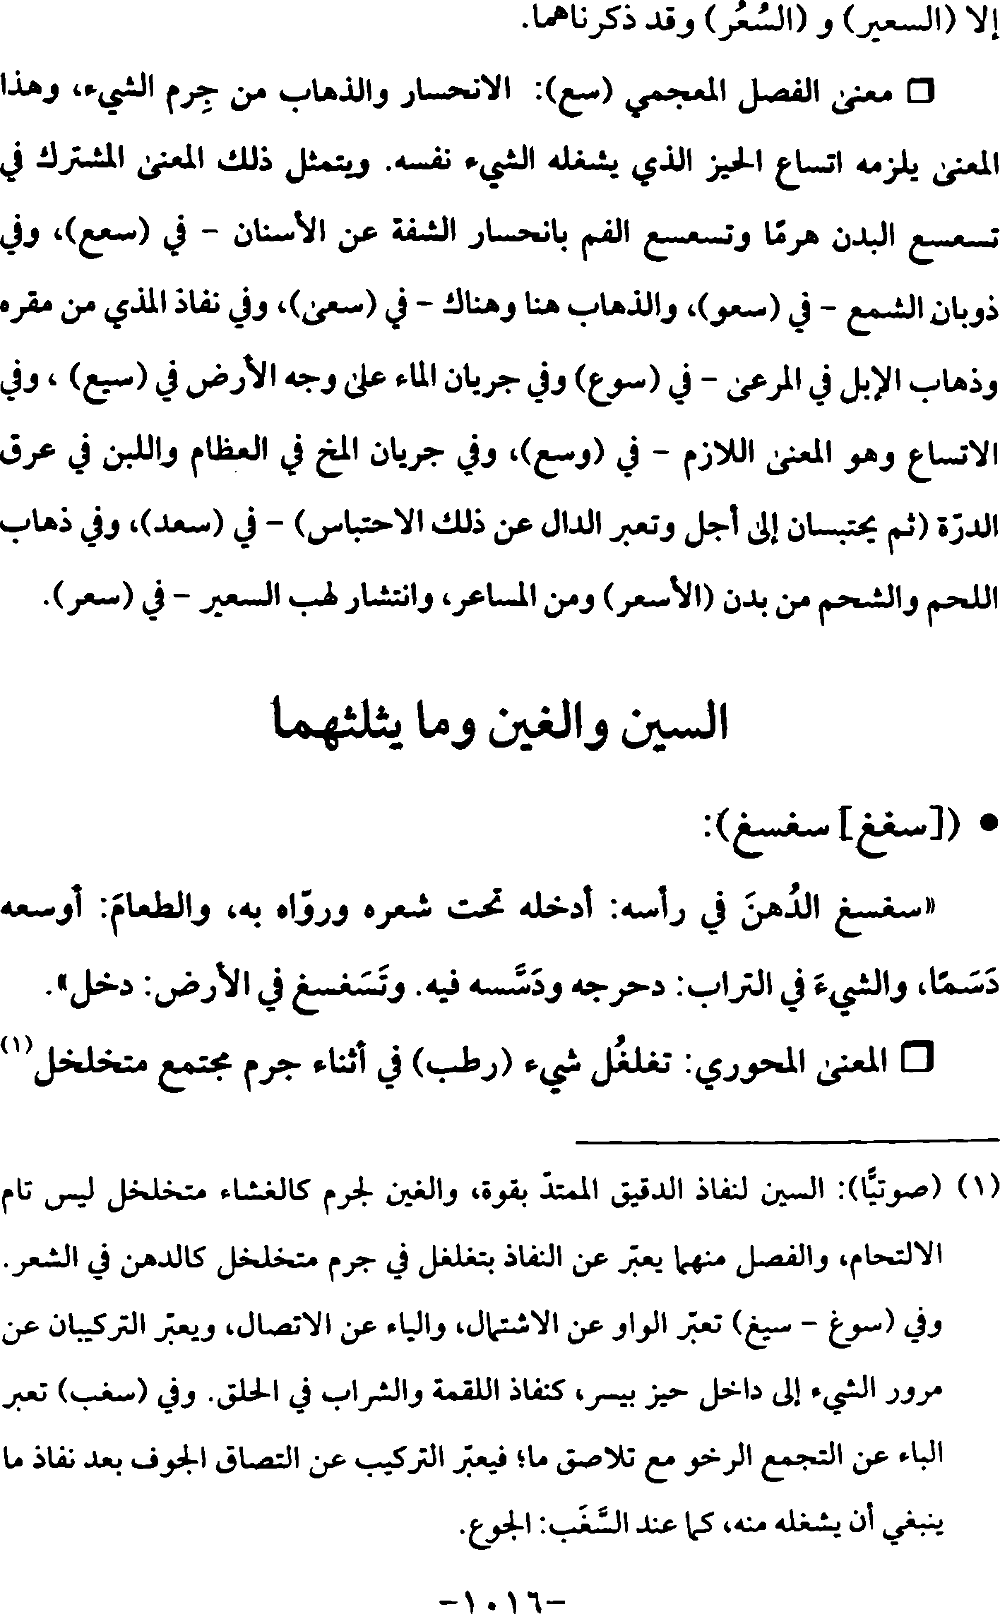 إلا (السعير) و (السُعُر) وقد ذكرناهما.
□ معنىٰ الفصل المعجمي (سع): الانحسار والذهاب من جِرم الشيء، وهذا
المعنىٰ يلزمه اتساع الحيز الذي يشغله الشيء نفسه. ويتمثل ذلك المعنىٰ المشترك في
تسعسع البدن هرمًا وتسعسع الفم بانحسار الشفة عن الأسنان - في (سعع)، وفي
ذوبان الشمع - في (سعو)، والذهاب هنا وهناك - في (سعىٰ)، وفي نفاذ المذي من مقره
وذهاب الإبل في المرعىٰ - في (سوع) وفي جريان الماء علىٰ وجه الأرض في (سيع) ، وفي
الاتساع وهو المعنىٰ اللازم - في (وسع)، وفي جريان المخ في العظام واللبن في عرق
الدرّة (ثم يحتبسان إلىٰ أجل وتعبر الدال عن ذلك الاحتباس) - في (سعد)، وفي ذهاب
اللحم والشحم من بدن (الأسعر) ومن المساعر، وانتشار لهب السعير - في (سعر).
السين والغين وما يثلثهما
• ([سغغ] سغسغ):
«سغسغ الدُهنَ في رأسه: أدخله تحت شعره وروّاه به، والطعامَ: أوسعه
دَسَمًا، والشيءَ في التراب: دحرجه ودَسَّسه فيه. وتَسَغسغ في الأرض: دخل».
□ المعنىٰ المحوري: تغلغُل شيء (رطب) في أثناء جرم مجتمع متخلخل(١)
(١) (صوتيًّا): السين لنفاذ الدقيق الممتدّ بقوة، والغين لجرم كالغشاء متخلخل ليس تام
الالتحام، والفصل منهما يعبّر عن النفاذ بتغلغل في جرم متخلخل كالدهن في الشعر.
وفي (سوغ - سيغ) تعبّر الواو عن الاشتمال، والياء عن الاتصال، ويعبّر التركيبان عن
مرور الشيء إلى داخل حيز بيسر، كنفاذ اللقمة والشراب في الحلق. وفي (سغب) تعبر
الباء عن التجمع الرخو مع تلاصق ما؛ فيعبّر التركيب عن التصاق الجوف بعد نفاذ ما
ينبغي أن يشغله منه، كما عند السَّغَب: الجوع.
-١٠١٦-